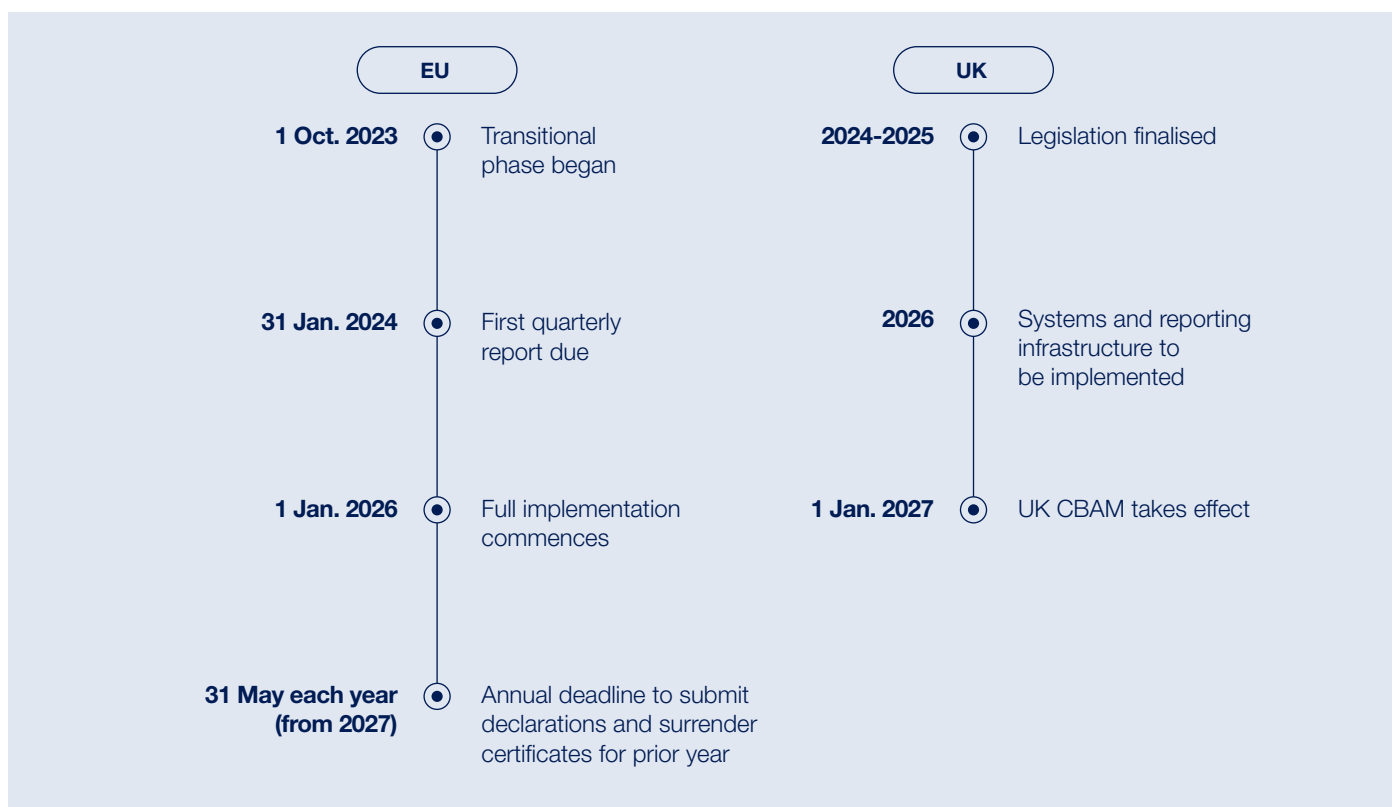 EU
1 Oct. 2023
Transitional
phase began
31 Jan. 2024
First quarterly
report due
1 Jan. 2026
Full implementation
commences
31 May each year
(from 2027)
Annual deadline to submit
declarations and surrender
certificates for prior year
UK
2024-2025
Legislation finalised
2026
Systems and reporting
infrastructure to
be implemented
1 Jan. 2027
UK CBAM takes effect